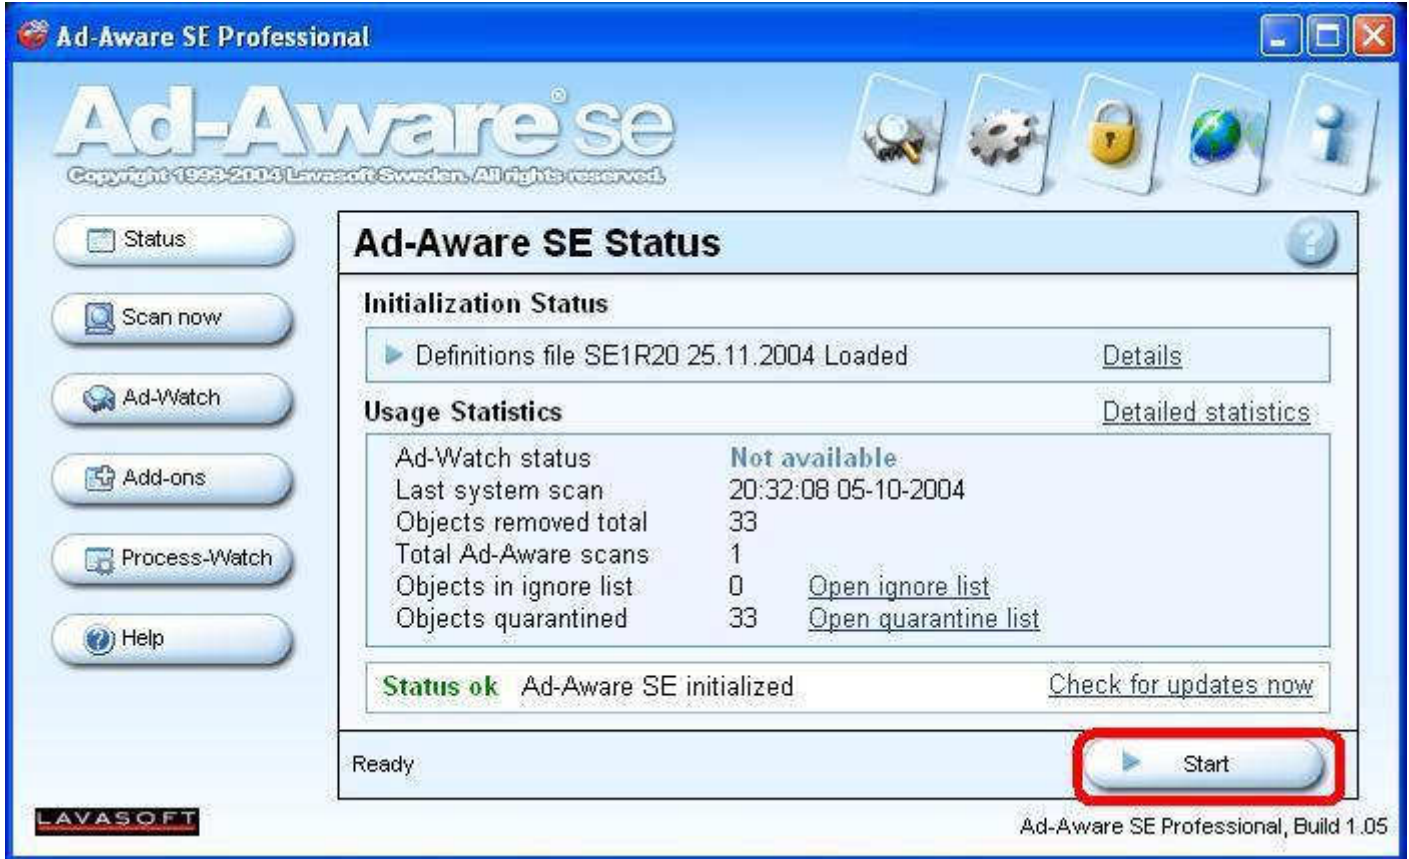 Ad-Aware SE Professional
Ad-Aware® se
Copyright 1999-2004 Lavasoft Sweden. All rights reserved.
Status
Scan now
Ad-Watch
Add-ons
Process-Watch
Help
Ad-Aware SE Status
?
Initialization Status
Definitions file SE1R20 25.11.2004 Loaded Details
Usage Statistics Detailed statistics
Ad-Watch status Not available
Last system scan 20:32:08 05-10-2004
Objects removed total 33
Total Ad-Aware scans 1
Objects in ignore list 0 Open ignore list
Objects quarantined 33 Open quarantine list
Status ok Ad-Aware SE initialized Check for updates now
Ready Start
LAVASOFT
Ad-Aware SE Professional, Build 1.05